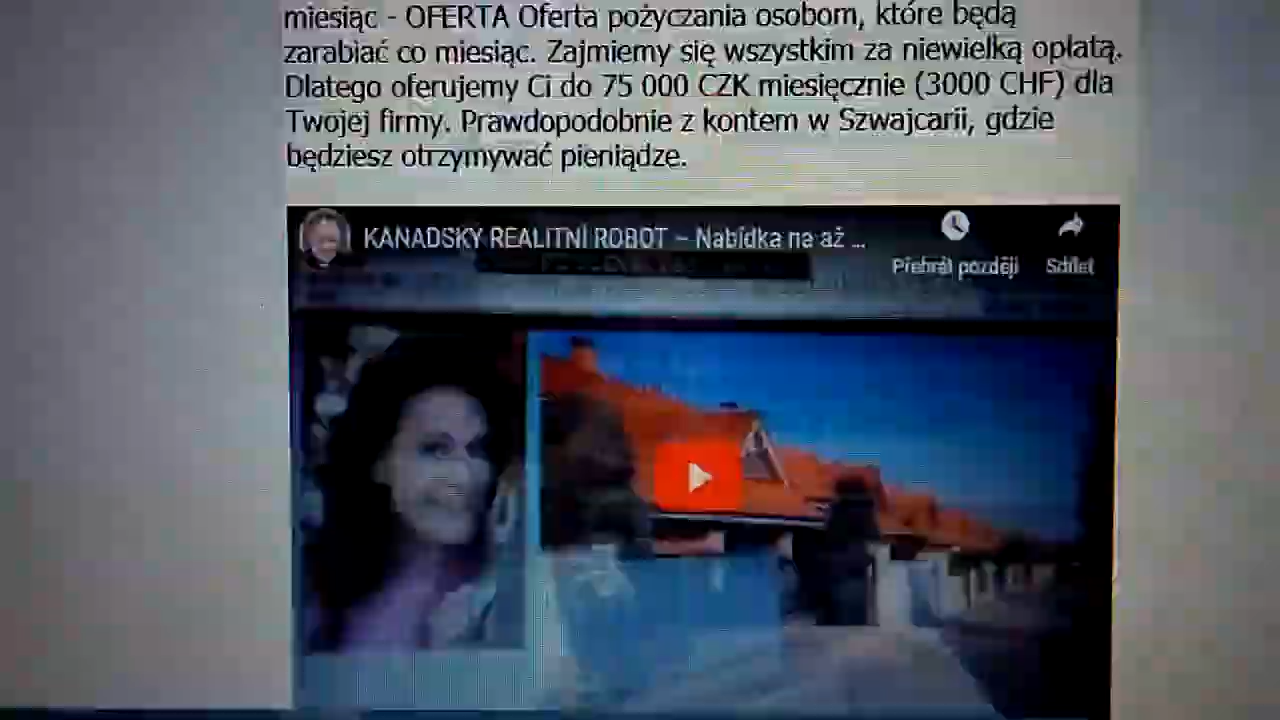 miesiąc - OFERTA Oferta pożyczania osobom, które będą
zarabiać co miesiąc. Zajmiemy się wszystkim za niewielką opłatą.
Dlatego oferujemy Ci do 75 000 CZK miesięcznie (3000 CHF) dla
Twojej firmy. Prawdopodobnie z kontem w Szwajcarii, gdzie
będziesz otrzymywać pieniądze.
KANADSKÝ REALITNÍ ROBOT – Nabídka na až ...
Přehrát později
Sdílet